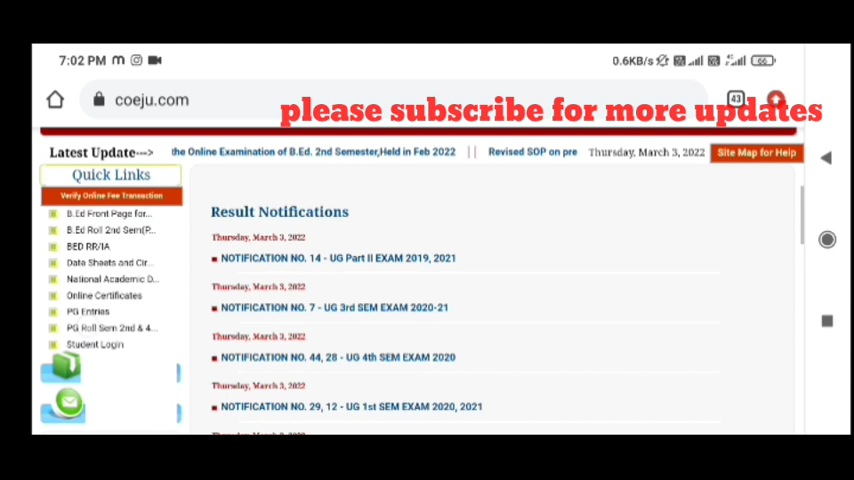 7:02 PM
0.6KB/s
66
coeju.com
43
please subscribe for more updates
Latest Update--->
the Online Examination of B.Ed. 2nd Semester,Held in Feb 2022 || Revised SOP on pre
Thursday, March 3, 2022
Site Map for Help
Quick Links
Verify Online Fee Transaction
B.Ed Front Page for...
B.Ed Roll 2nd Sem(P...
BED RR/IA
Date Sheets and Cir...
National Academic D...
Online Certificates
PG Entries
PG Roll Sem 2nd & 4...
Student Login
Result Notifications
Thursday, March 3, 2022
NOTIFICATION NO. 14 - UG Part II EXAM 2019, 2021
Thursday, March 3, 2022
NOTIFICATION NO. 7 - UG 3rd SEM EXAM 2020-21
Thursday, March 3, 2022
NOTIFICATION NO. 44, 28 - UG 4th SEM EXAM 2020
Thursday, March 3, 2022
NOTIFICATION NO. 29, 12 - UG 1st SEM EXAM 2020, 2021